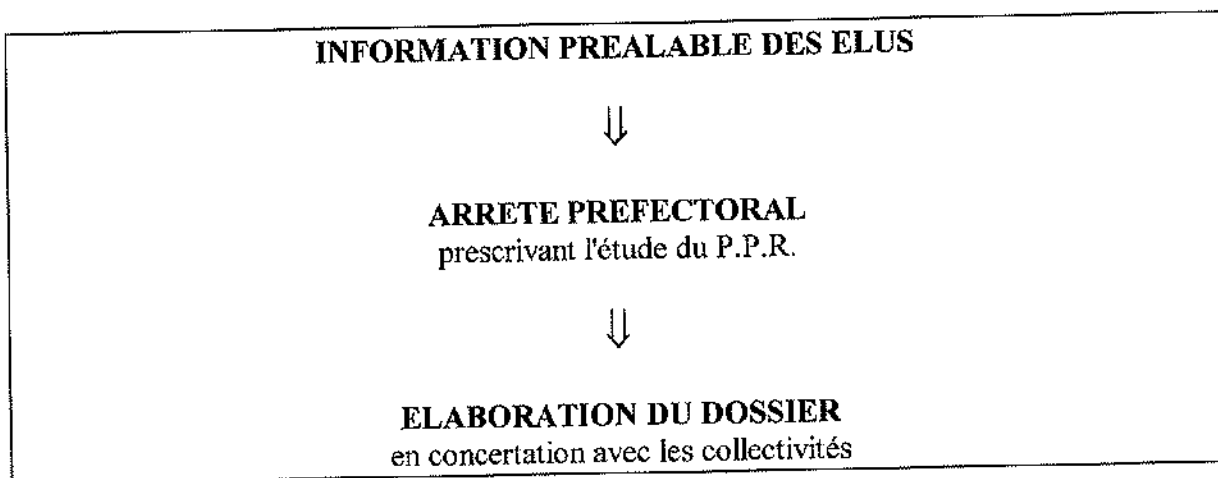 INFORMATION PREALABLE DES ELUS
⇓
ARRETE PREFECTORAL
prescrivant l'étude du P.P.R.
⇓
ELABORATION DU DOSSIER
en concertation avec les collectivités